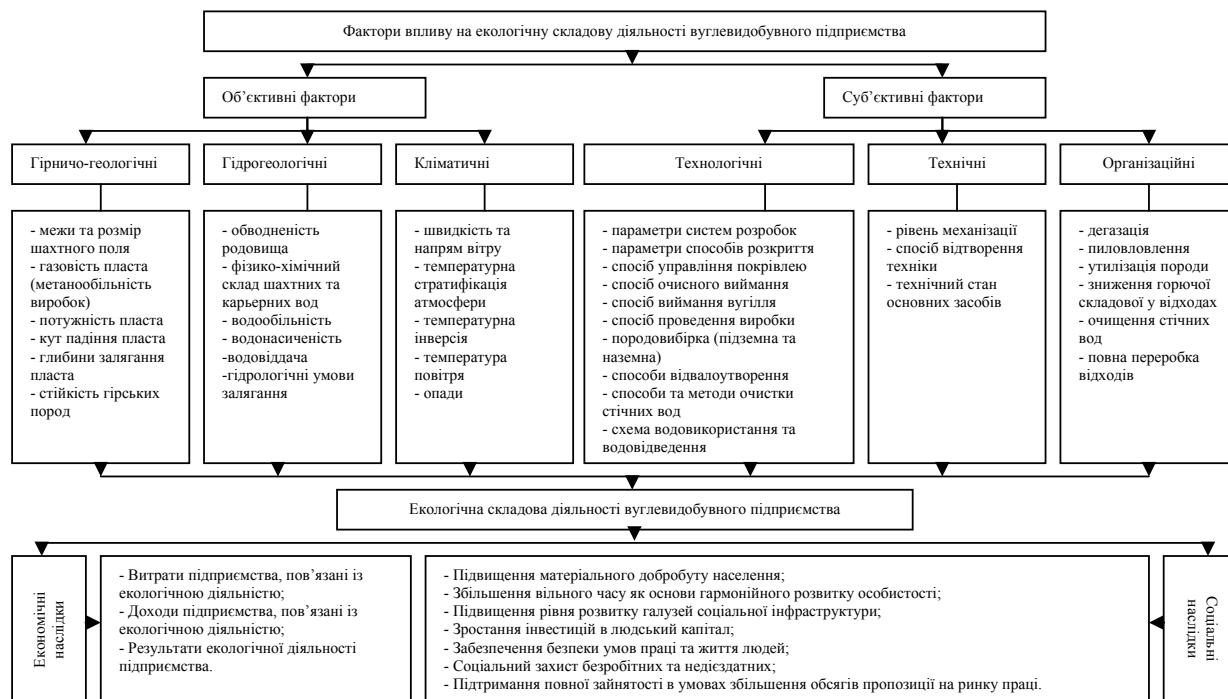 Фактори впливу на екологічну складову діяльності вуглевидобувного підприємства
Об’єктивні фактори
Суб’єктивні фактори
Гірничо-геологічні
Гідрогеологічні
Кліматичні
Технологічні
Технічні
Організаційні
- межи та розмір
шахтного поля
- газовість пласта
(метанообільність
виробок)
- потужність пласта
- кут падіння пласта
- глибини залягання
пласта
- стійкість гірських
пород
- обводненість
родовища
- фізико-хімічний
склад шахтних та
карьерних вод
- водообільність
- водонасиченість
-водовіддача
-гідрологічні умови
залягання
- швидкість та
напрям вітру
- температурна
стратифікація
атмосфери
- температурна
інверсія
- температура
повітря
- опади
- параметри систем розробок
- параметри способів розкриття
- спосіб управління покрівлею
- спосіб очисного виймання
- спосіб виймання вугілля
- спосіб проведення виробки
- породовибірка (підземна та
наземна)
- способи відвалоутворення
- способи та методи очистки
стічних вод
- схема водовикористання та
водовідведення
- рівень механізації
- спосіб відтворення
техніки
- технічний стан
основних засобів
- дегазація
- пиловловлення
- утилізація породи
- зниження горючої
складової у відходах
- очищення стічних
вод
- повна переробка
відходів
Екологічна складова діяльності вуглевидобувного підприємства
Економічні
наслідки
- Витрати підприємства, пов’язані із
екологічною діяльністю;
- Доходи підприємства, пов’язані із
екологічною діяльністю;
- Результати екологічної діяльності
підприємства.
- Підвищення матеріального добробуту населення;
- Збільшення вільного часу як основи гармонійного розвитку особистості;
- Підвищення рівня розвитку галузей соціальної інфраструктури;
- Зростання інвестицій в людський капітал;
- Забезпечення безпеки умов праці та життя людей;
- Соціальний захист безробітних та недієздатних;
- Підтримання повної зайнятості в умовах збільшення обсягів пропозиції на ринку праці.
Соціальні
наслідки